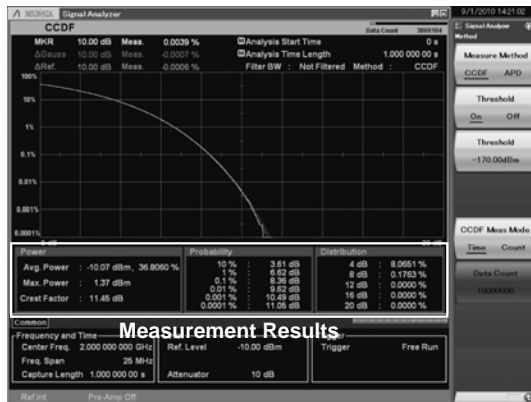 MS2692A Signal Analyzer
9/1/2010 14:21:02
CCDF
Data Count 3669104
Signal Analyzer
Method
MKR 10.00 dB Meas. 0.0039 %
ΔGauss 10.00 dB Meas. -0.0007 %
ΔRef. 10.00 dB Meas. -0.0006 %
Analysis Start Time 0 s
Analysis Time Length 1.000 000 00 s
Filter BW : Not Filtered Method : CCDF
100%
10%
1%
0.1%
0.01%
0.001%
0.0001%
Measure Method
CCDF APD
Threshold
On Off
Threshold
-170.00dBm
CCDF Meas Mode
Time Count
Data Count
10000000
Power
Avg. Power : -10.07 dBm, 36.8060 %
Max. Power : 1.37 dBm
Crest Factor : 11.45 dB
Probability
10 % : 3.61 dB
1 % : 6.62 dB
0.1 % : 8.36 dB
0.01 % : 9.62 dB
0.001 % : 10.49 dB
0.0001 % : 11.05 dB
Distribution
4 dB : 8.0651 %
8 dB : 0.1763 %
12 dB : 0.0000 %
16 dB : 0.0000 %
20 dB : 0.0000 %
Measurement Results
Common
Frequency and Time
Center Freq. 2.000 000 000 GHz
Freq. Span 25 MHz
Capture Length 1.000 000 00 s
Ref. Level -10.00 dBm
Attenuator 10 dB
Trigger
Trigger Free Run
Ref.Int Pre-Amp Off